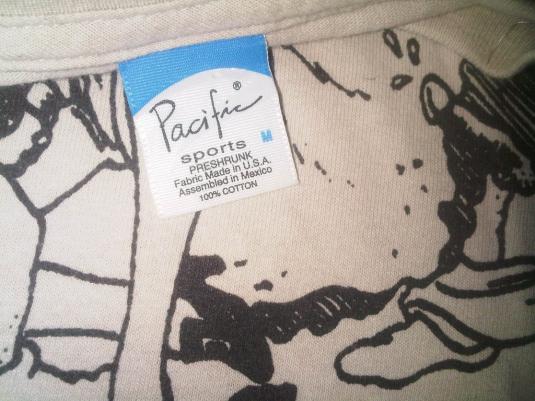 Pacific®
sports M
PRESHRUNK
Fabric Made in U.S.A.
Assembled in Mexico
100% COTTON